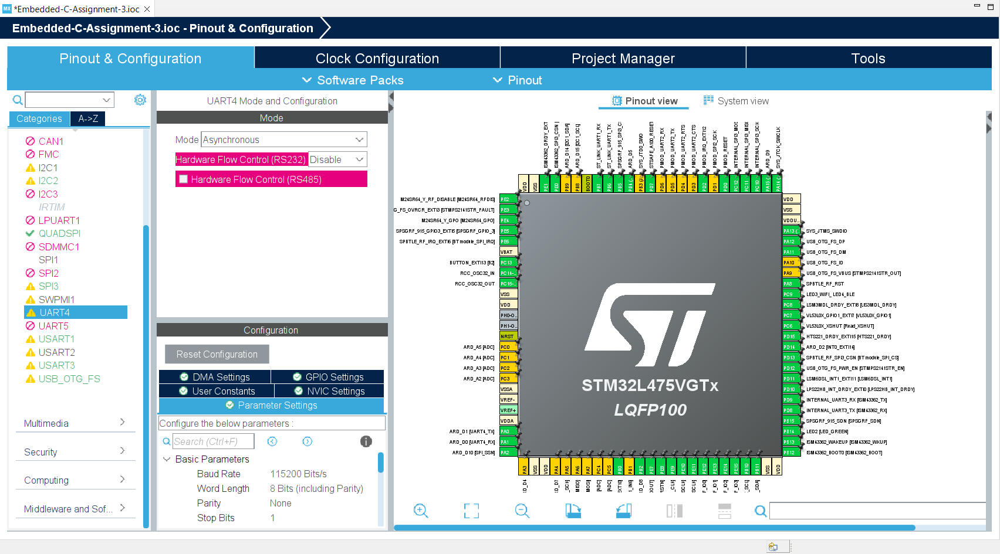 *Embedded-C-Assignment-3.ioc
Embedded-C-Assignment-3.ioc - Pinout & Configuration
Pinout & Configuration
Clock Configuration
Project Manager
Tools
Software Packs
Pinout
Categories
A->Z
CAN1
FMC
I2C1
I2C2
I2C3
IRTIM
LPUART1
QUADSPI
SDMMC1
SPI1
SPI2
SPI3
SWPMI1
UART4
UART5
USART1
USART2
USART3
USB_OTG_FS
Multimedia
Security
Computing
Middleware and Sof...
UART4 Mode and Configuration
Mode
Mode Asynchronous
Hardware Flow Control (RS232) Disable
Hardware Flow Control (RS485)
Configuration
Reset Configuration
DMA Settings
GPIO Settings
User Constants
NVIC Settings
Parameter Settings
Configure the below parameters :
Search (Ctrl+F)
Basic Parameters
Baud Rate 115200 Bits/s
Word Length 8 Bits (including Parity)
Parity None
Stop Bits 1
Pinout view
System view
ISM43362_DRDY_EXT
ISM43362_SPI3_CSN [
ARD_D14 [I2C1_SDA]
ARD_D15 [I2C1_SCL]
ST_LINK_UART1_RX
ST_LINK_UART1_TX
SPSGRF_915_SPI3_C:
ARD_D5
SYS_JTDO_SWO
STSAFE_A100_RESET
PMOD_UART2_RX
PMOD_UART2_TX
PMOD_UART2_RTS
PMOD_UART2_CTS
PMOD_IRQ_EXTI2
PMOD_SPI2_SCK
PMOD_RESET
INTERNAL_SPI3_MOS
INTERNAL_SPI3_MISX
INTERNAL_SPI3_SCK
ARD_D9
SYS_JTCK_SWCLK
VDD
VSS
PE1
PE0
PB9
PB8
BOOT0
PB7
PB6
PB5
PB4 (..
PB3 (J..
PD7
PD6
PD5
PD4
PD3
PD2
PD1
PD0
PC12
PC11
PC10
PA15 (..
PA14 (..
M24SR64_Y_RF_DISABLE [M24SR64_RFDIS] PE2
G_FS_OVRCR_EXTI3 [STMPS2141STR_FAULT] PE3
M24SR64_Y_GPO [M24SR64_GPO] PE4
SPSGRF_915_GPIO3_EXTI5 [SPSGRF_GPIO_3] PE5
SPBTLE_RF_IRQ_EXTI6 [BT module_SPI_IRQ] PE6
VBAT
BUTTON_EXTI13 [B2] PC13
RCC_OSC32_IN PC14-..
RCC_OSC32_OUT PC15-..
VSS
VDD
PH0-O..
PH1-O..
NRST
ARD_A5 [ADC] PC0
ARD_A4 [ADC] PC1
ARD_A3 [ADC] PC2
ARD_A2 [ADC] PC3
VSSA
VREF-
VREF+
VDDA
ARD_D1 [UART4_TX] PA0
ARD_D0 [UART4_RX] PA1
ARD_D10 [SPI_SSN] PA2
STM32L475VGTx
LQFP100
VDD
VSS
VDDU..
PA13 (.. SYS_JTMS_SWDIO
PA12 USB_OTG_FS_DP
PA11 USB_OTG_FS_DM
PA10 USB_OTG_FS_ID
PA9 USB_OTG_FS_VBUS [STMPS2141STR_OUT]
PA8 SPBTLE_RF_RST
PC9 LED3_WIFI_ LED4_BLE
PC8 LSM3MDL_DRDY_EXTI8 [LIS3MDL_DRDY]
PC7 VL53L0X_GPIO1_EXTI7 [VL53L0X_GPIO1]
PC6 VL53L0X_XSHUT [Read_XSHUT]
PD15 HTS221_DRDY_EXTI15 [HTS221_DRDY]
PD14 ARD_D2 [INT0_EXTI14]
PD13 SPBTLE_RF_SPI3_CSN [BT module_SPI_CS]
PD12 USB_OTG_FS_PWR_EN [STMPS2141STR_EN]
PD11 LSM6DSL_INT1_EXTI11 [LSM6DSL_INT1]
PD10 LPS22HB_INT_DRDY_EXTI0 [LPS22HB_INT_DRDY]
PD9 INTERNAL_UART3_RX [ISM43362_TX]
PD8 INTERNAL_UART3_TX [ISM43362_RX]
PB15 SPSGRF_915_SDN [SPSGRF_SDN]
PB14 LED2 [LED_GREEN]
PB13 ISM43362_WAKEUP [ISM43362_WKUP]
PB12 ISM43362_BOOT0 [ISM43362_BOOT]
PA3
VSS
VDD
PA4
PA5
PA6
PA7
PC4
PC5
PB0
PB1
PB2
PE7
PE8
PE9
PE10
PE11
PE12
PE13
PE14
PE15
PB10
PB11
VSS
VDD